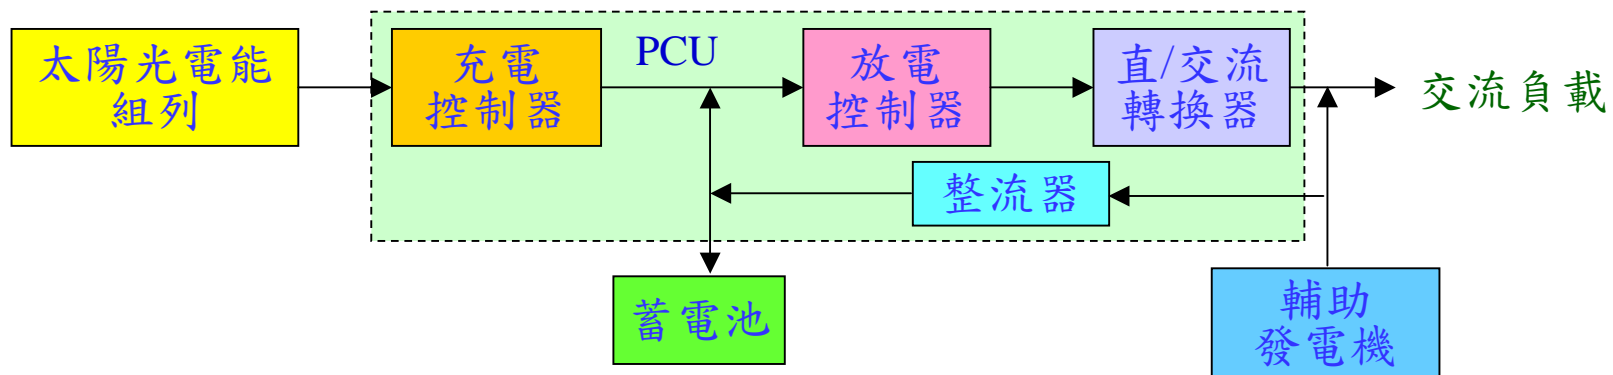 太陽光電能
組列
充電
控制器
PCU
放電
控制器
直/交流
轉換器
交流負載
整流器
蓄電池
輔助
發電機